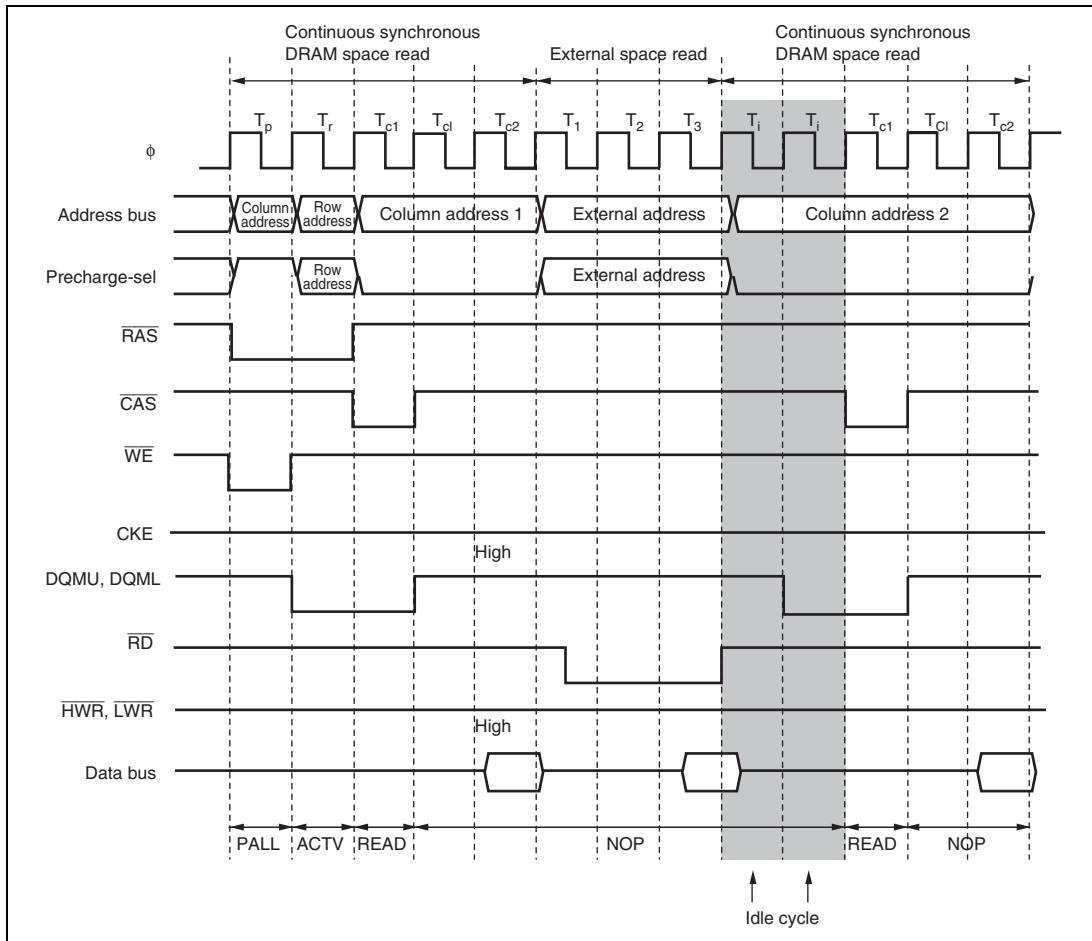 Continuous synchronous
DRAM space read
External space read
Continuous synchronous
DRAM space read
Tp Tr Tc1 Tcl Tc2 T1 T2 T3 Ti Ti Tc1 TCl Tc2
ϕ
Address bus
Column address
Row address
Column address 1
External address
Column address 2
Precharge-sel
Row address
External address
RAS
CAS
WE
CKE
High
DQMU, DQML
RD
HWR, LWR
High
Data bus
PALL ACTV READ NOP READ NOP
Idle cycle